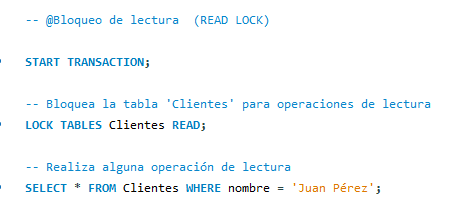 -- @Bloqueo de lectura  (READ LOCK)
START TRANSACTION;
-- Bloquea la tabla 'Clientes' para operaciones de lectura
LOCK TABLES Clientes READ;
-- Realiza alguna operación de lectura
SELECT * FROM Clientes WHERE nombre = 'Juan Pérez';